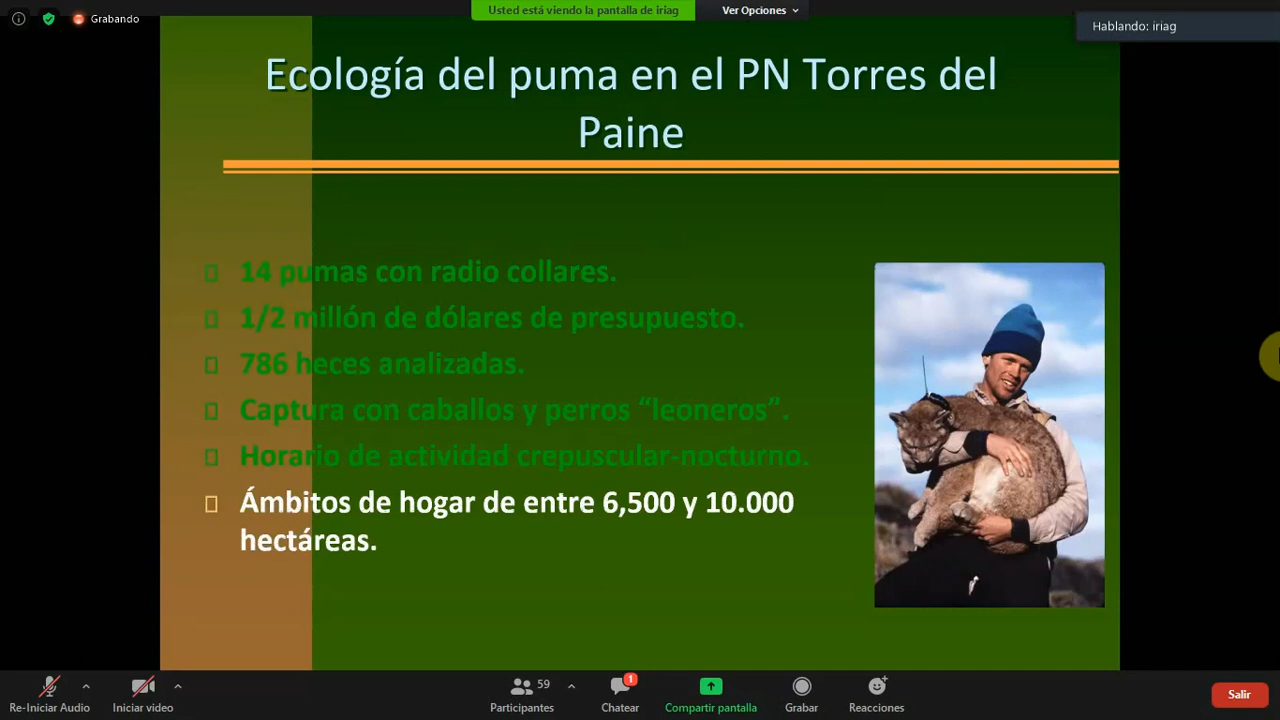 Grabando
Usted está viendo la pantalla de iriag
Ver Opciones
Hablando: iriag
Ecología del puma en el PN Torres del
Paine
14 pumas con radio collares.
1/2 millón de dólares de presupuesto.
786 heces analizadas.
Captura con caballos y perros “leoneros”.
Horario de actividad crepuscular-nocturno.
Ámbitos de hogar de entre 6,500 y 10.000
hectáreas.
Re-Iniciar Audio
Iniciar video
59
Participantes
1
Chatear
Compartir pantalla
Grabar
Reacciones
Salir